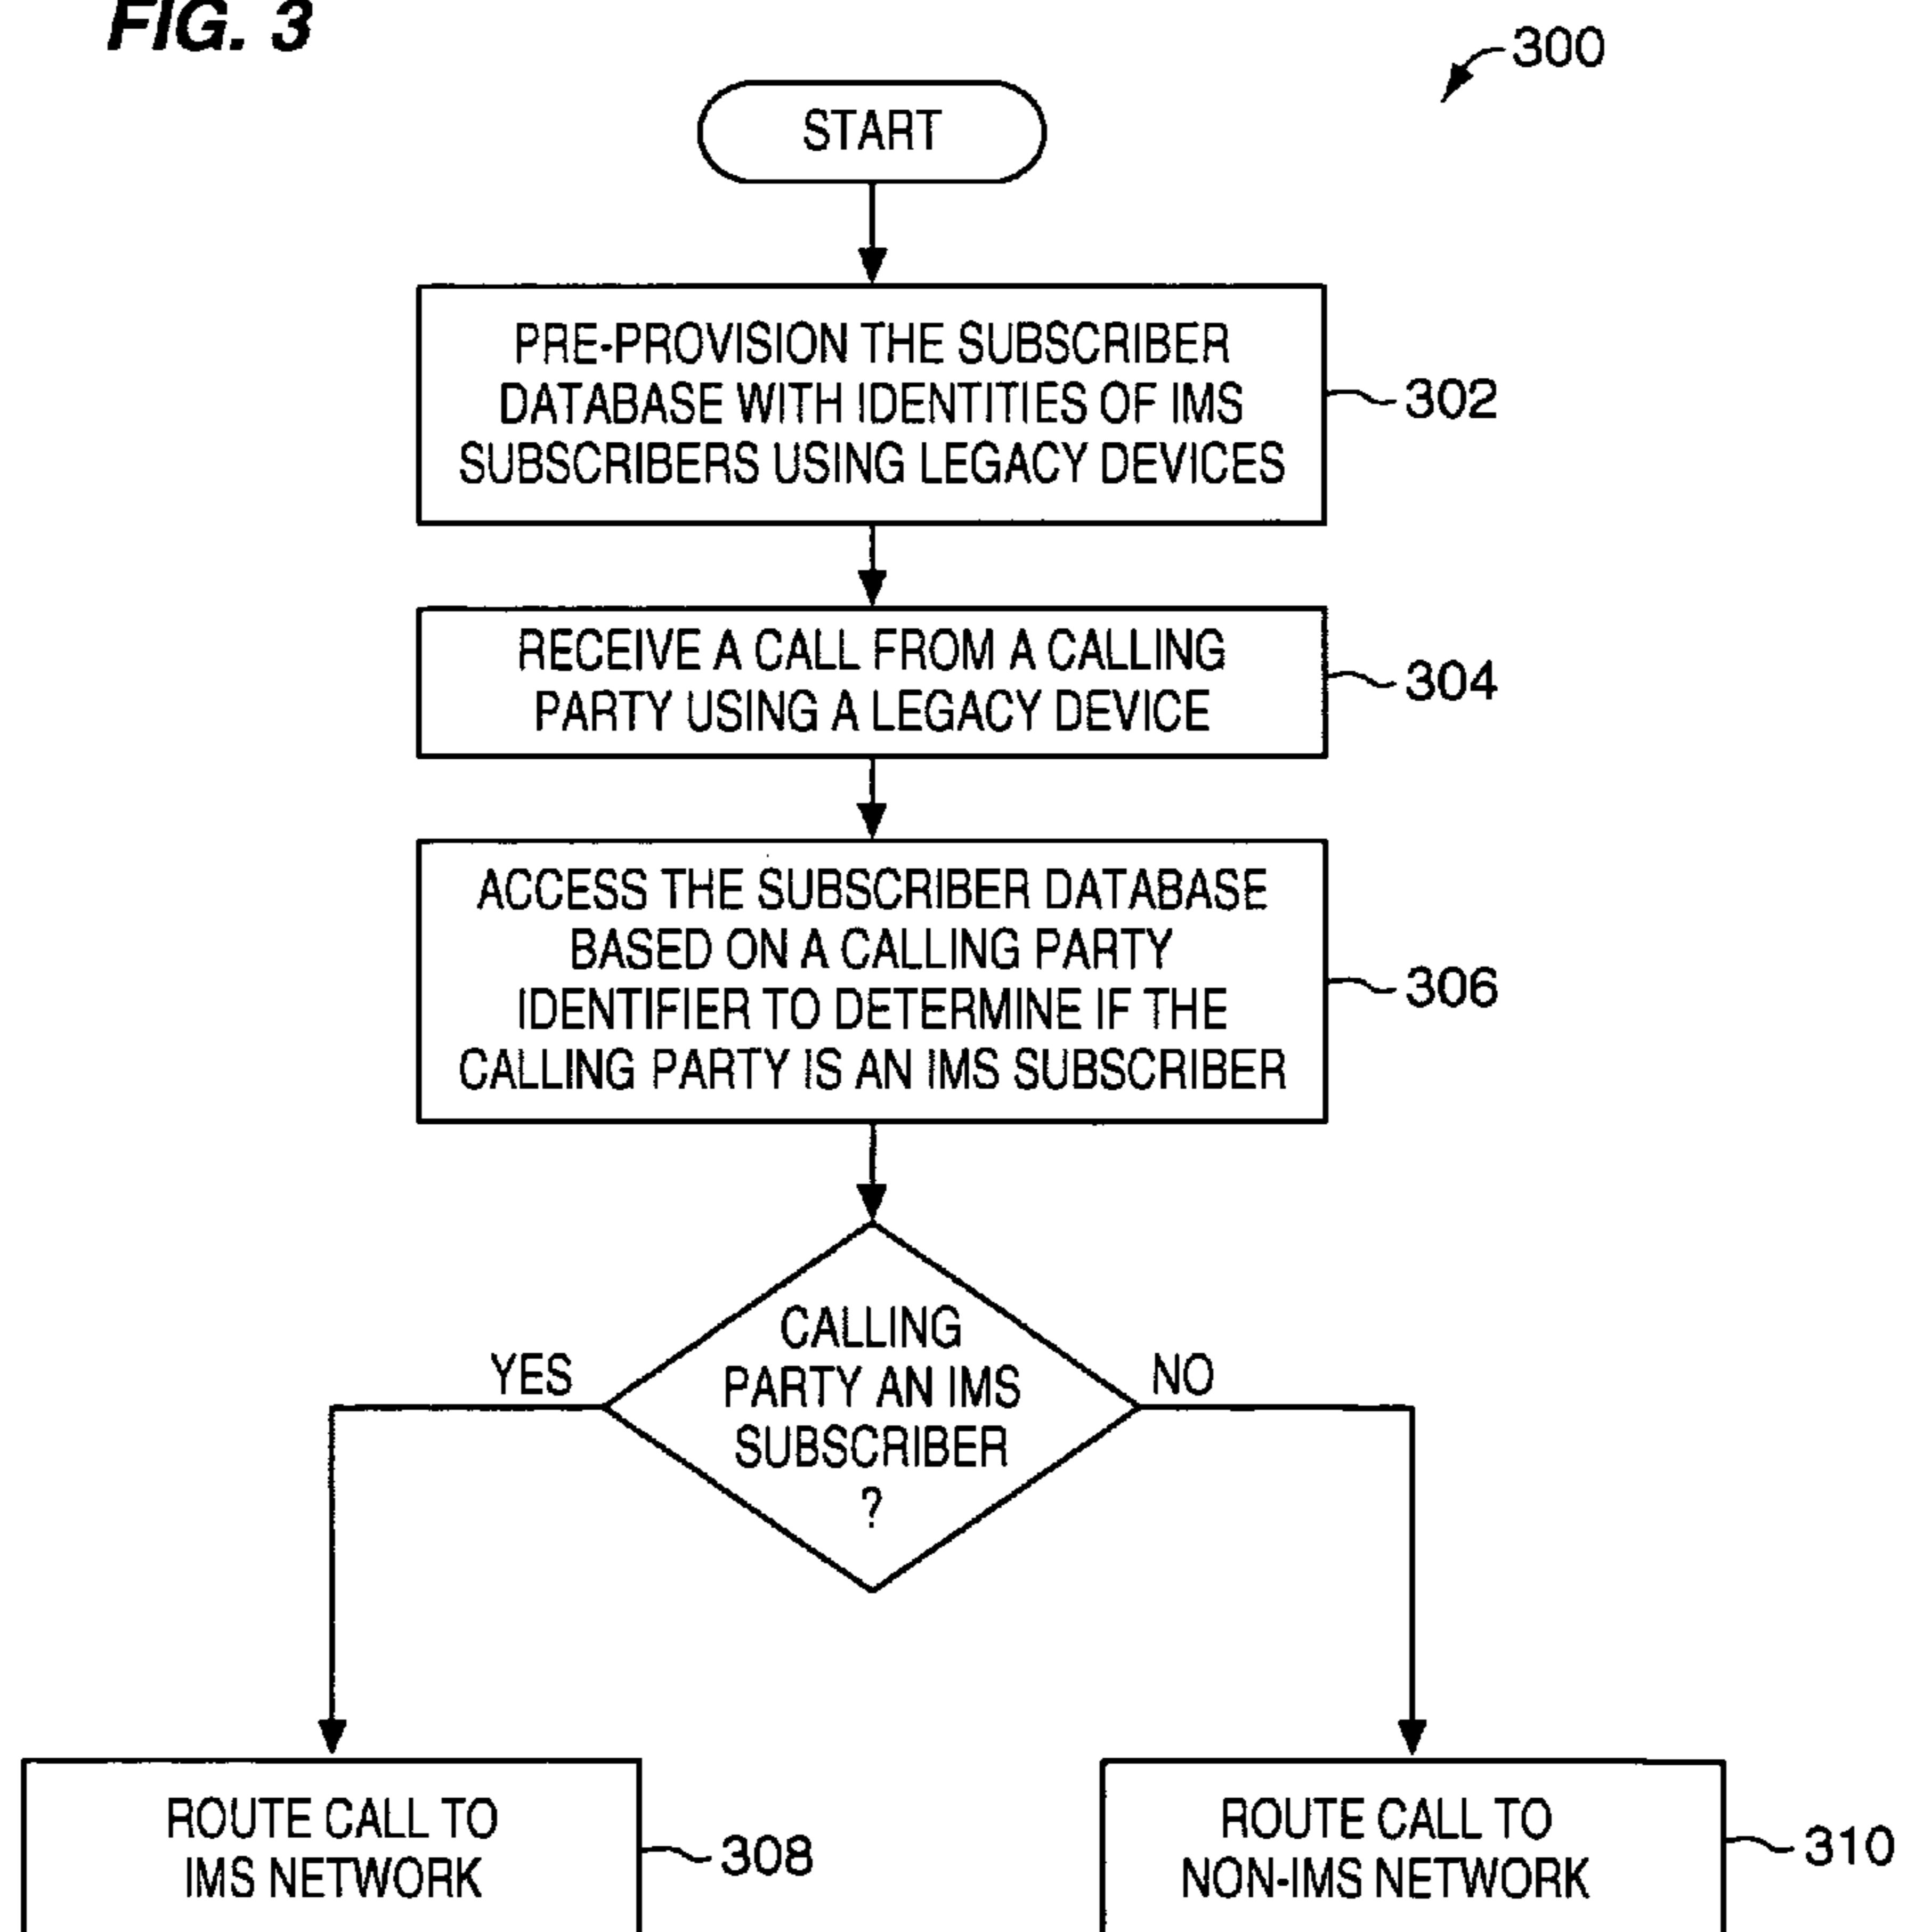 FIG. 3
300
START
PRE-PROVISION THE SUBSCRIBER
DATABASE WITH IDENTITIES OF IMS
SUBSCRIBERS USING LEGACY DEVICES
302
RECEIVE A CALL FROM A CALLING
PARTY USING A LEGACY DEVICE
304
ACCESS THE SUBSCRIBER DATABASE
BASED ON A CALLING PARTY
IDENTIFIER TO DETERMINE IF THE
CALLING PARTY IS AN IMS SUBSCRIBER
306
CALLING
PARTY AN IMS
SUBSCRIBER
?
YES
NO
ROUTE CALL TO
IMS NETWORK
308
ROUTE CALL TO
NON-IMS NETWORK
310